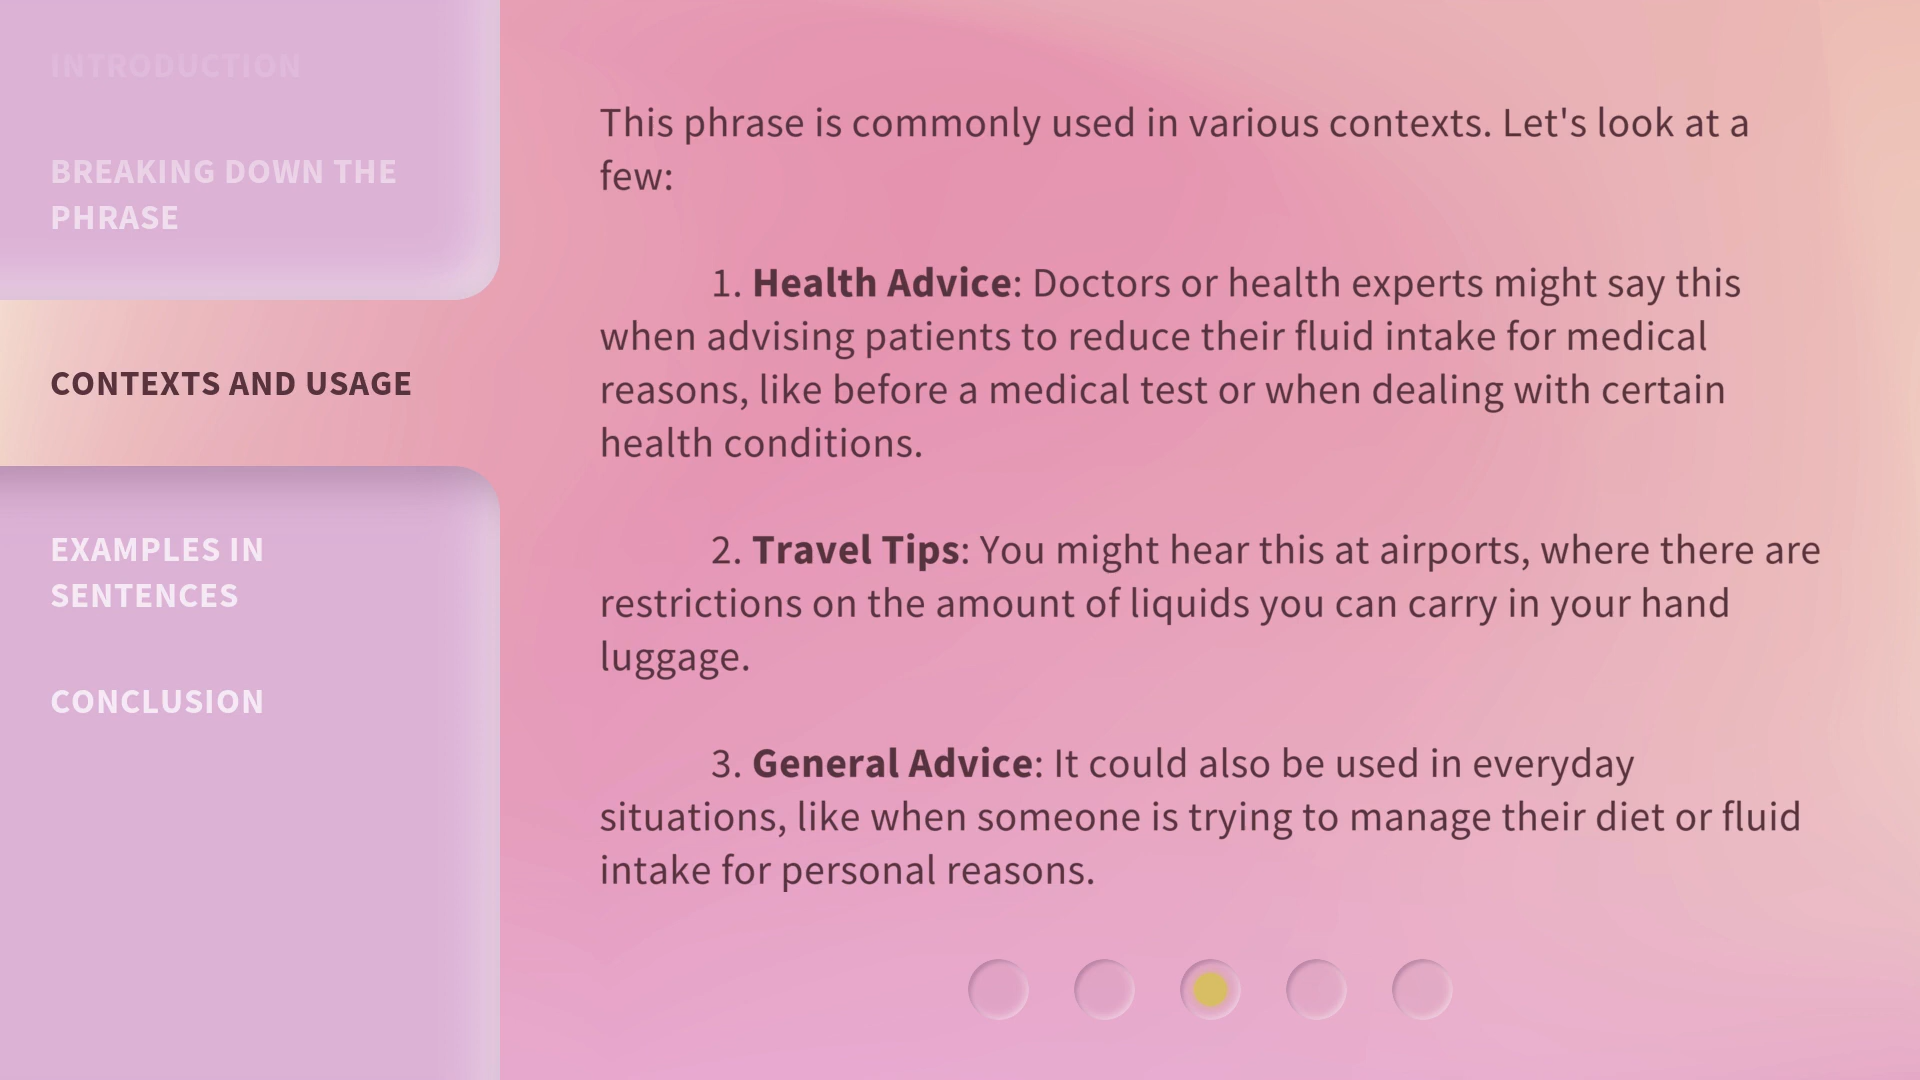 INTRODUCTION
BREAKING DOWN THE
PHRASE
CONTEXTS AND USAGE
EXAMPLES IN
SENTENCES
CONCLUSION
This phrase is commonly used in various contexts. Let's look at a
few:
1. Health Advice: Doctors or health experts might say this
when advising patients to reduce their fluid intake for medical
reasons, like before a medical test or when dealing with certain
health conditions.
2. Travel Tips: You might hear this at airports, where there are
restrictions on the amount of liquids you can carry in your hand
luggage.
3. General Advice: It could also be used in everyday
situations, like when someone is trying to manage their diet or fluid
intake for personal reasons.